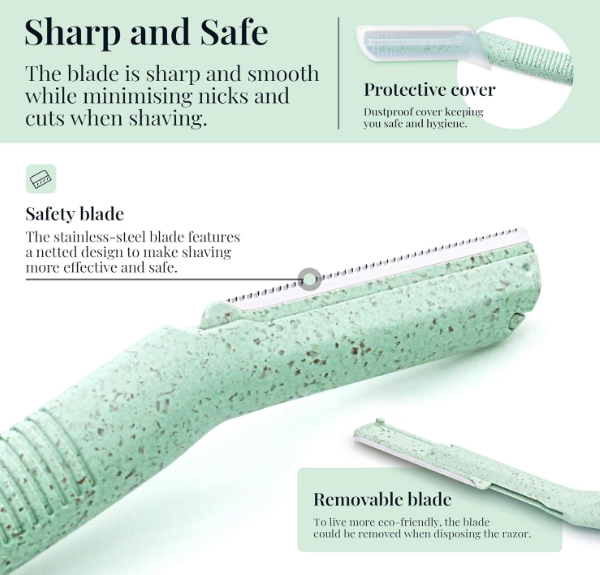 Sharp and Safe
The blade is sharp and smooth
while minimising nicks and
cuts when shaving.
Protective cover
Dustproof cover keeping
you safe and hygiene.
Safety blade
The stainless-steel blade features
a netted design to make shaving
more effective and safe.
Removable blade
To live more eco-friendly, the blade
could be removed when disposing the razor.